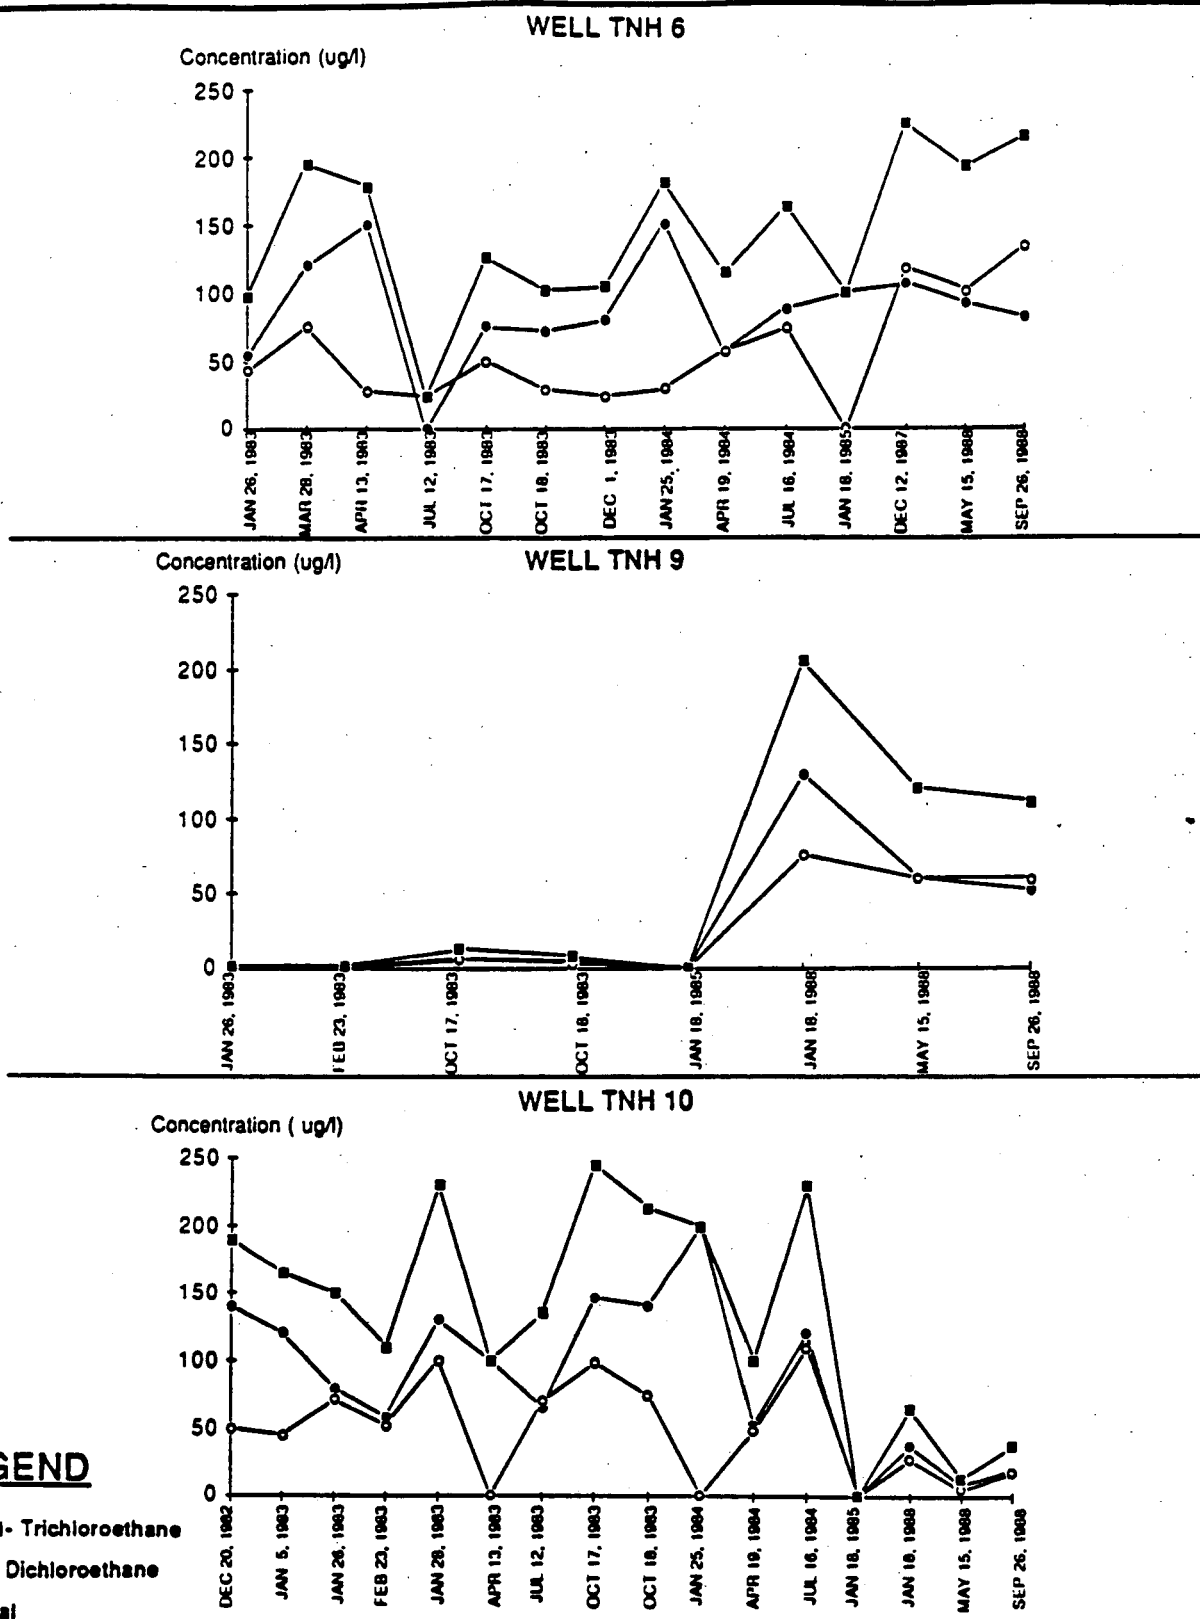 WELL TNH 6
Concentration (ug/l)
250
200
150
100
50
0
JAN 26, 1983
MAR 28, 1983
APR 13, 1983
JUL 12, 1983
OCT 17, 1983
OCT 18, 1983
DEC 1, 1983
JAN 25, 1984
APR 19, 1984
JUL 16, 1984
JAN 18, 1985
DEC 12, 1987
MAY 15, 1988
SEP 26, 1988
Concentration (ug/l)
WELL TNH 9
250
200
150
100
50
0
JAN 26, 1983
FEB 23, 1983
OCT 17, 1983
OCT 18, 1983
JAN 18, 1985
JAN 18, 1988
MAY 15, 1988
SEP 26, 1988
WELL TNH 10
Concentration ( ug/l)
250
200
150
100
50
0
DEC 20, 1982
JAN 5, 1983
JAN 26, 1983
FEB 23, 1983
JAN 28, 1983
APR 13, 1983
JUL 12, 1983
OCT 17, 1983
OCT 18, 1983
JAN 25, 1984
APR 19, 1984
JUL 16, 1984
JAN 18, 1985
JAN 18, 1988
MAY 15, 1988
SEP 26, 1988
GEND
- Trichloroethane
Dichloroethane